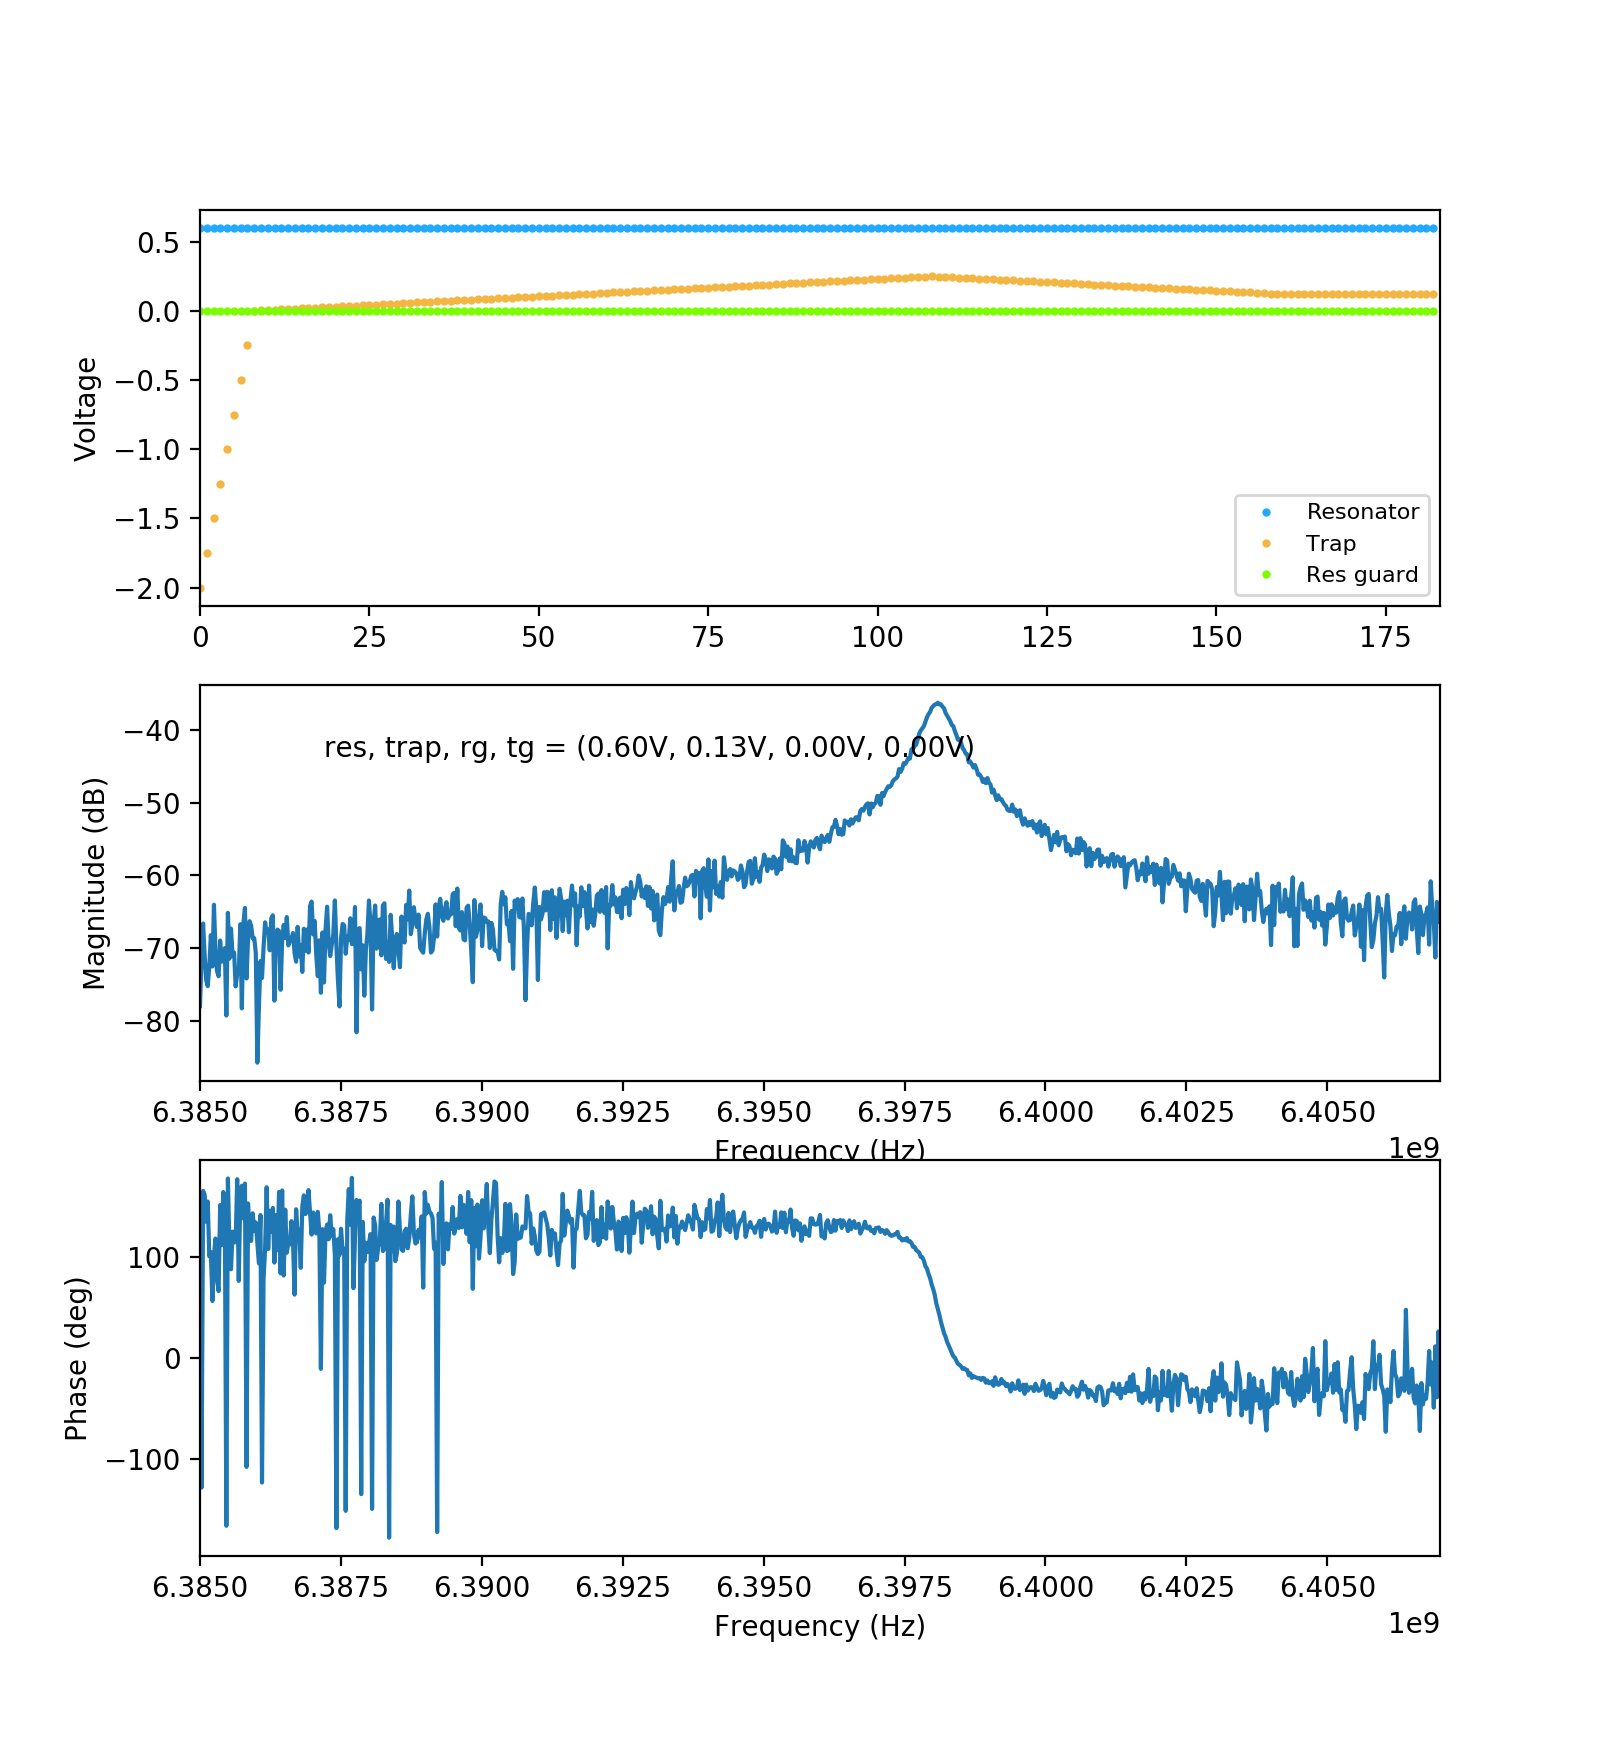 0.5
0.0
−0.5
−1.0
−1.5
−2.0
Voltage
Resonator
Trap
Res guard
0 25 50 75 100 125 150 175
−40
−50
−60
−70
−80
Magnitude (dB)
res, trap, rg, tg = (0.60V, 0.13V, 0.00V, 0.00V)
6.3850 6.3875 6.3900 6.3925 6.3950 6.3975 6.4000 6.4025 6.4050
Frequency (Hz)
1e9
100
0
−100
Phase (deg)
6.3850 6.3875 6.3900 6.3925 6.3950 6.3975 6.4000 6.4025 6.4050
Frequency (Hz)
1e9